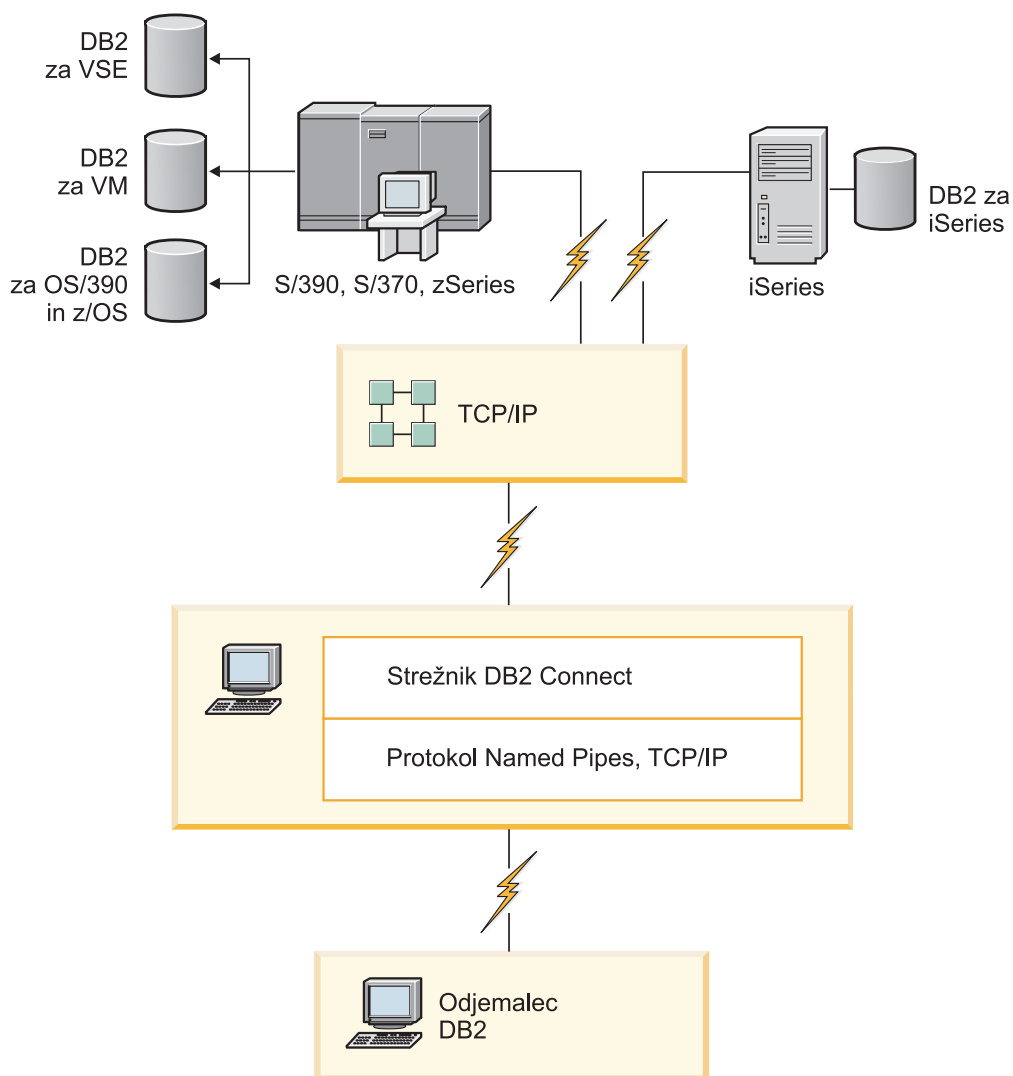 DB2
za VSE
DB2
za VM
DB2
za OS/390
in z/OS
S/390, S/370, zSeries
iSeries
DB2 za
iSeries
TCP/IP
Strežnik DB2 Connect
Protokol Named Pipes, TCP/IP
Odjemalec
DB2